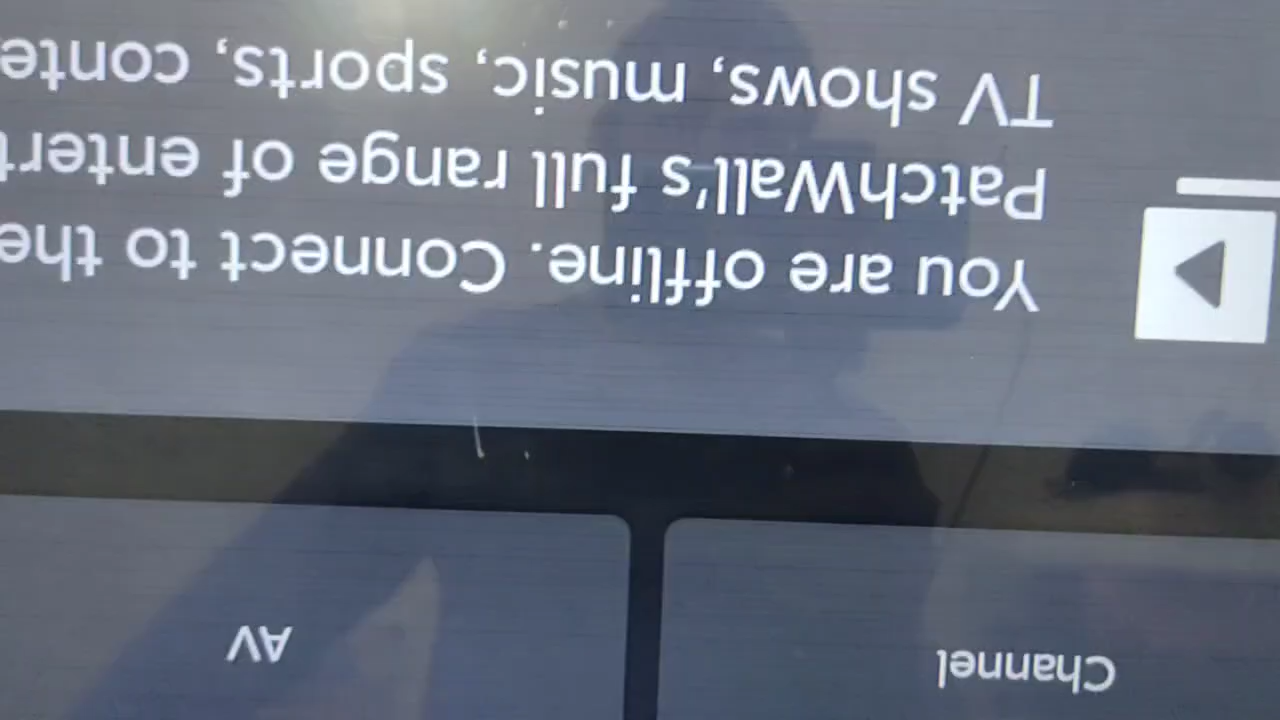 Channel AV
You are offline. Connect to the
PatchWall's full range of entert
TV shows, music, sports, conte